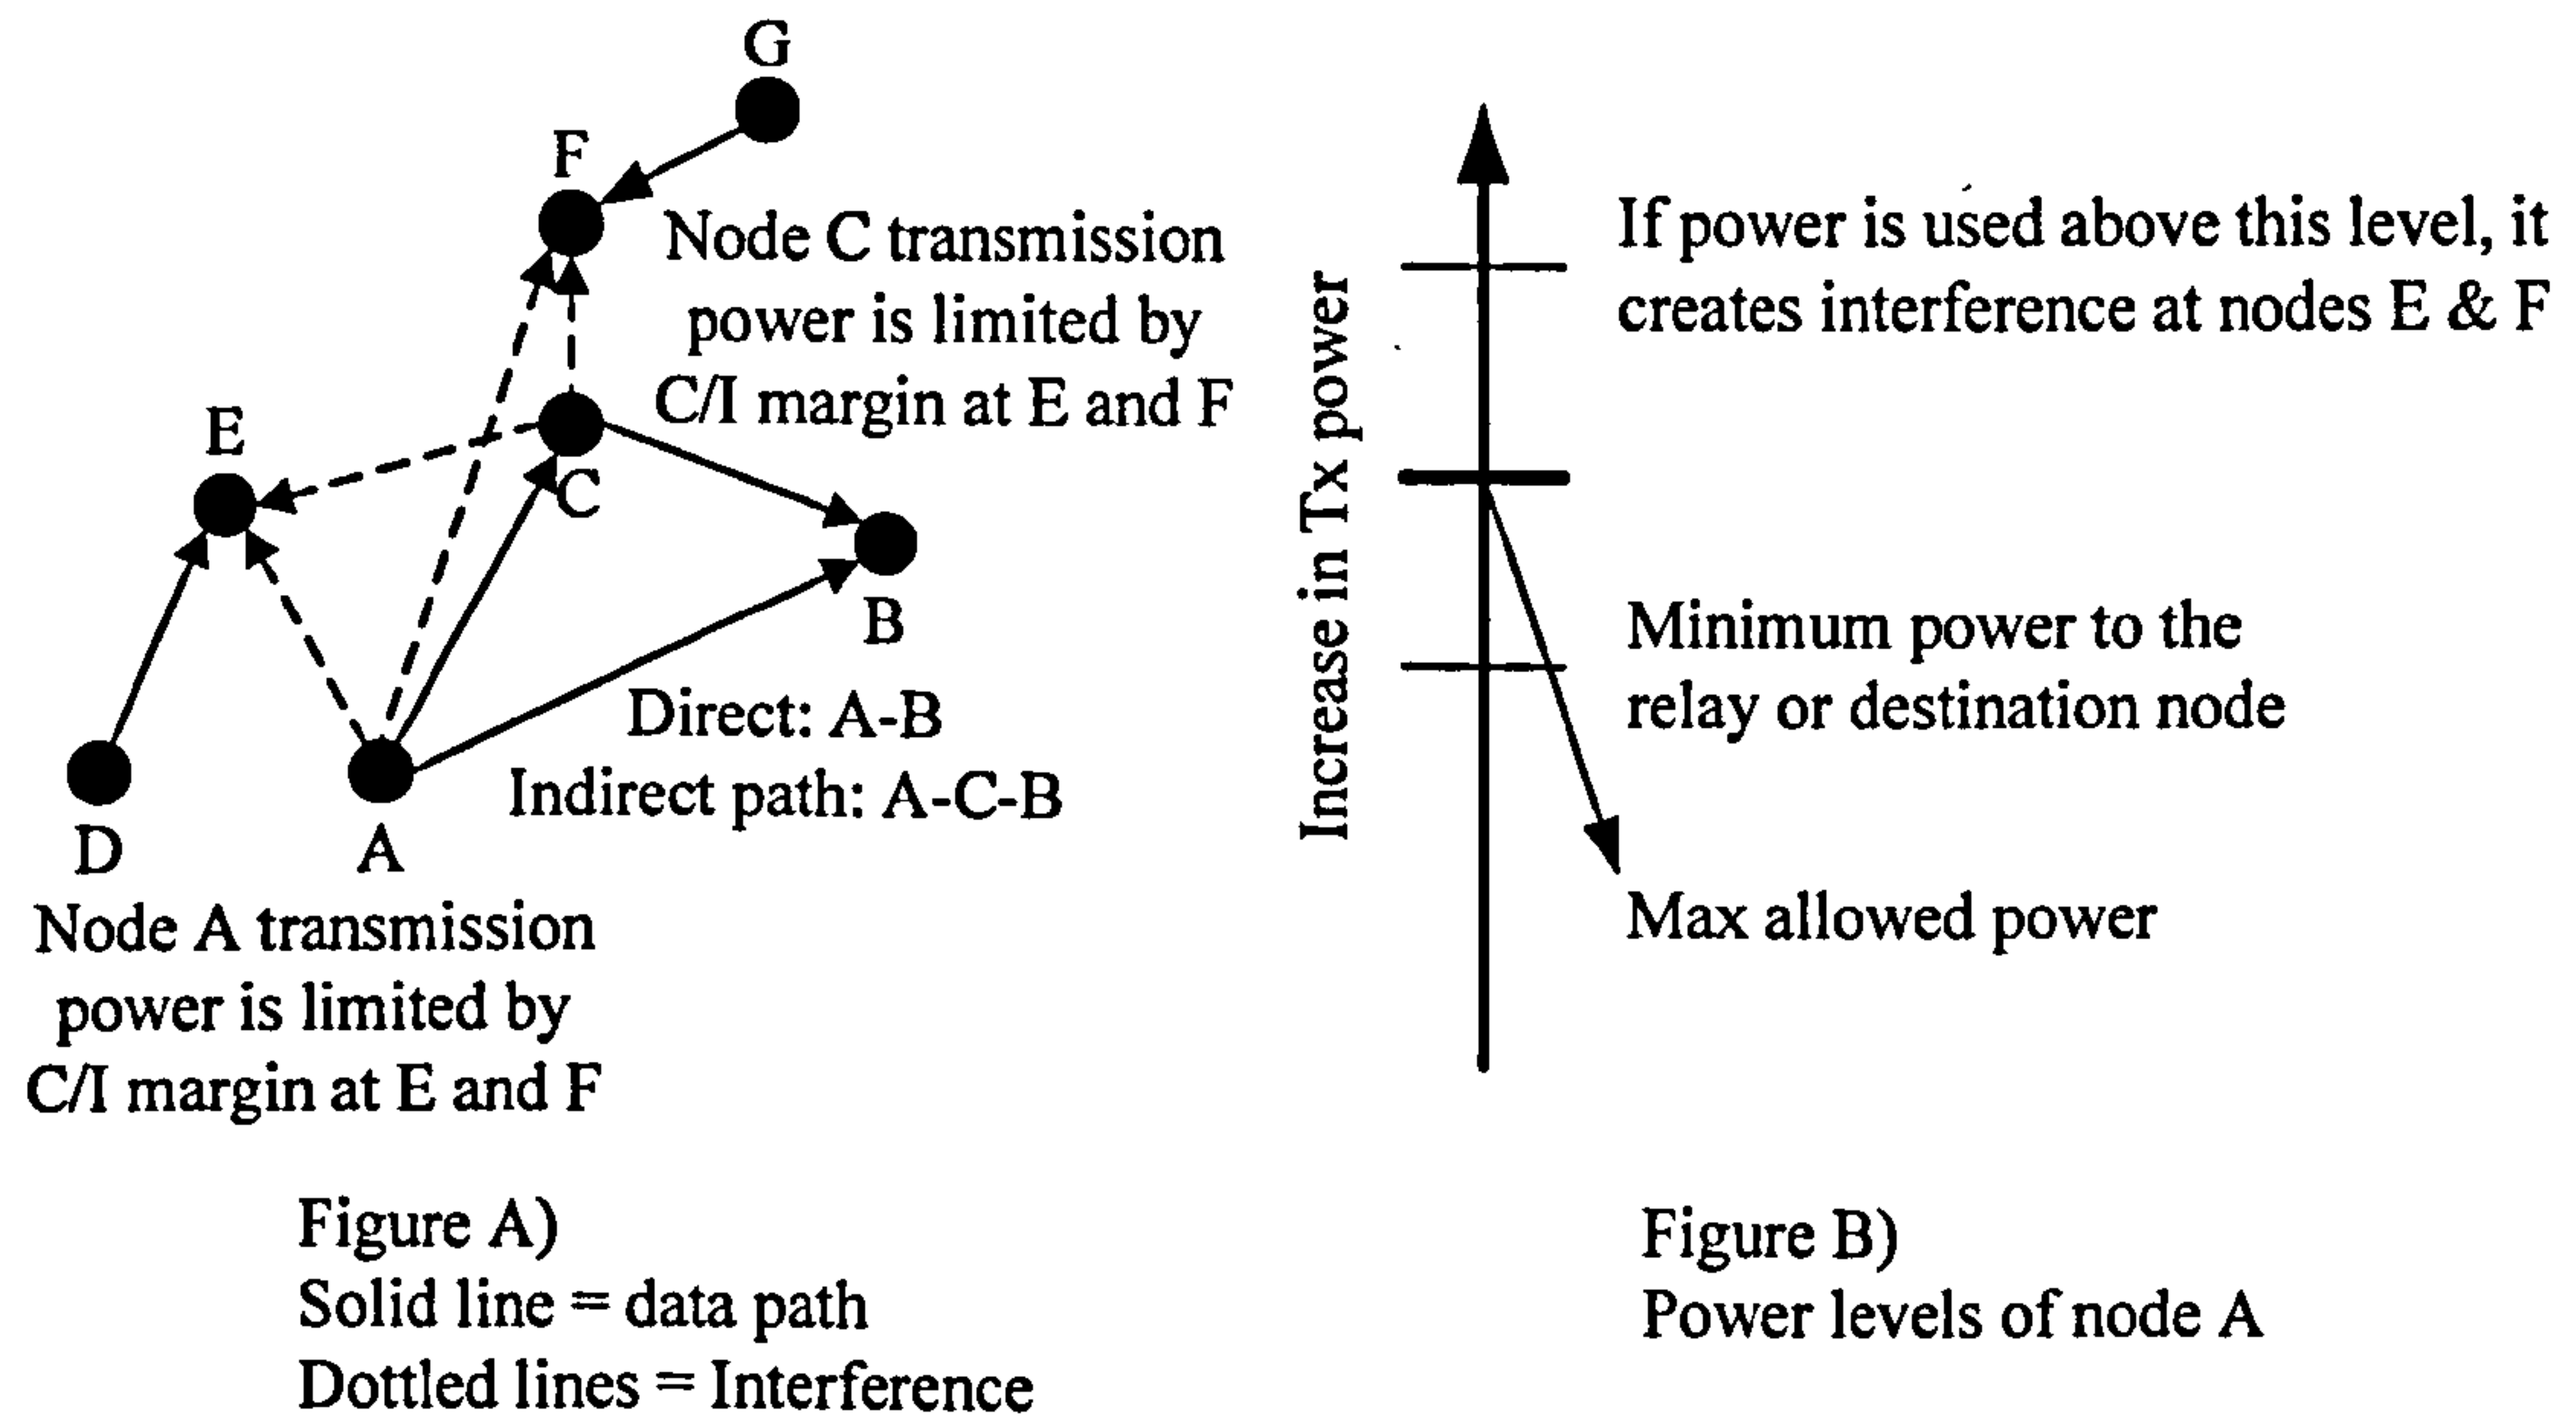 G
F
Node C transmission
power is limited by
C/I margin at E and F
E
C
B
Direct: A-B
Indirect path: A-C-B
D
A
Node A transmission
power is limited by
C/I margin at E and F
Figure A)
Solid line = data path
Dottled lines = Interference
Increase in Tx power
If power is used above this level, it
creates interference at nodes E & F
Minimum power to the
relay or destination node
Max allowed power
Figure B)
Power levels of node A